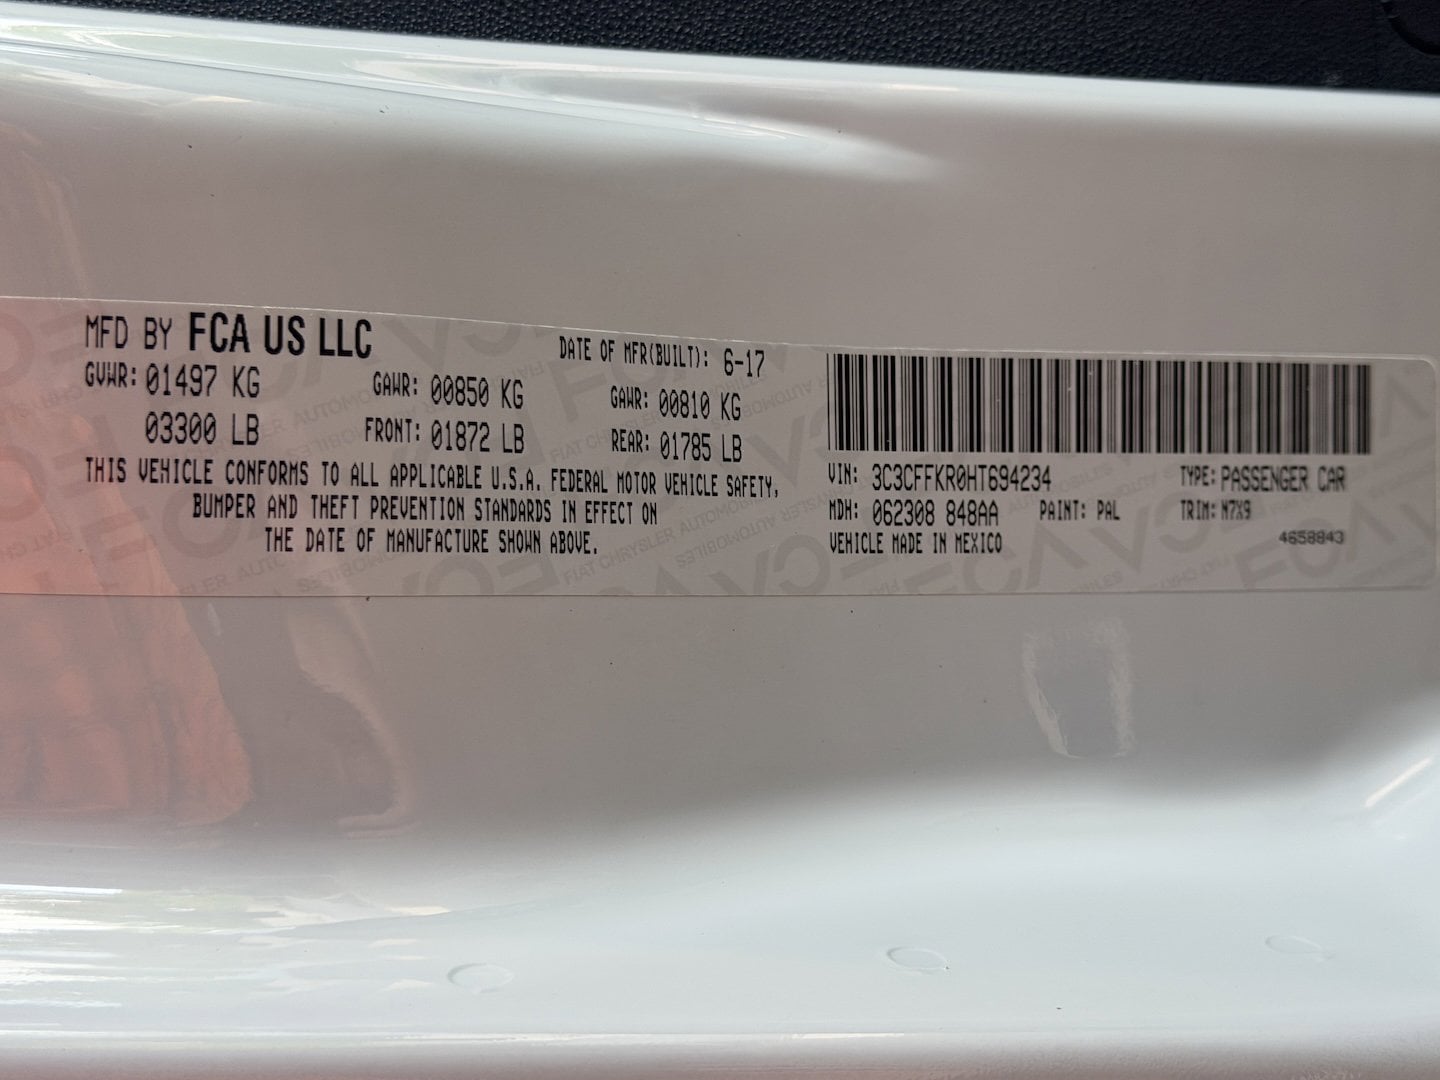 MFD BY FCA US LLC
DATE OF MFR(BUILT): 6-17
GVWR: 01497 KG GAWR: 00850 KG GAWR: 00810 KG
03300 LB FRONT: 01872 LB REAR: 01785 LB
THIS VEHICLE CONFORMS TO ALL APPLICABLE U.S.A. FEDERAL MOTOR VEHICLE SAFETY,
BUMPER AND THEFT PREVENTION STANDARDS IN EFFECT ON
THE DATE OF MANUFACTURE SHOWN ABOVE.
VIN: 3C3CFFKR0HT694234 TYPE: PASSENGER CAR
MDH: 062308 848AA PAINT: PAL TRIM: N7X9
VEHICLE MADE IN MEXICO 4658843